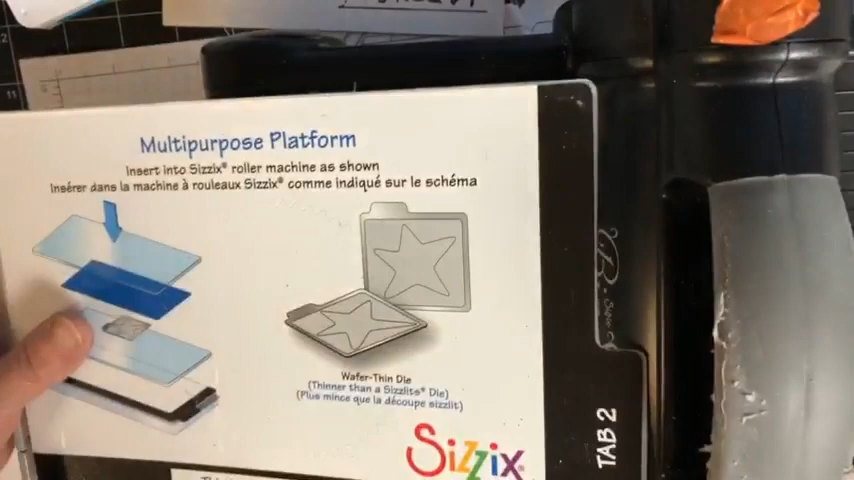 Multipurpose Platform
Insert into Sizzix® roller machine as shown
Insérer dans la machine à rouleaux Sizzix® comme indiqué sur le schéma
Wafer-Thin Die
(Thinner than a Sizzlits® Die)
(Plus mince que la découpe sizzlit)
Sizzix®
TAB 2
11